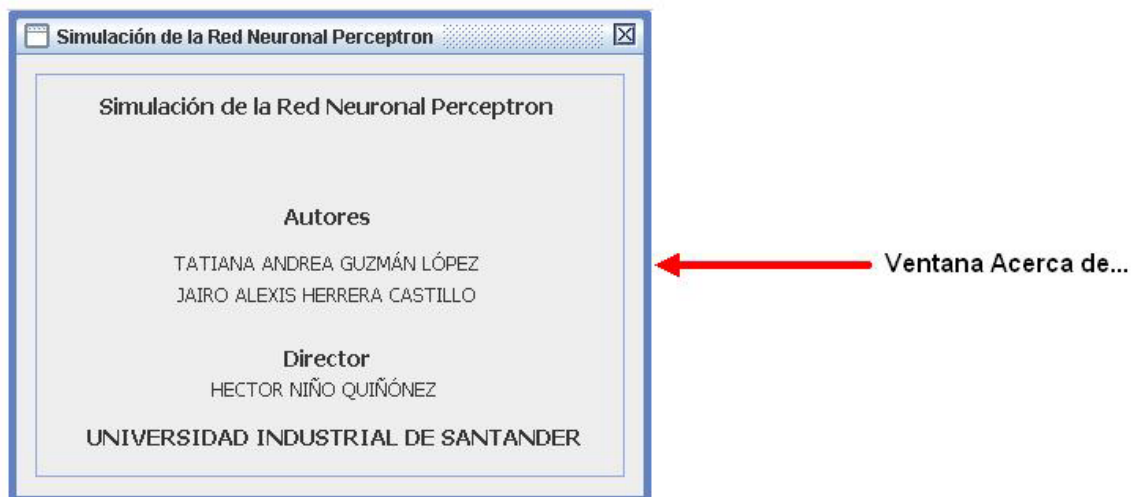 Simulación de la Red Neuronal Perceptron
Simulación de la Red Neuronal Perceptron
Autores
TATIANA ANDREA GUZMÁN LÓPEZ
JAIRO ALEXIS HERRERA CASTILLO
Ventana Acerca de...
Director
HECTOR NIÑO QUIÑÓNEZ
UNIVERSIDAD INDUSTRIAL DE SANTANDER